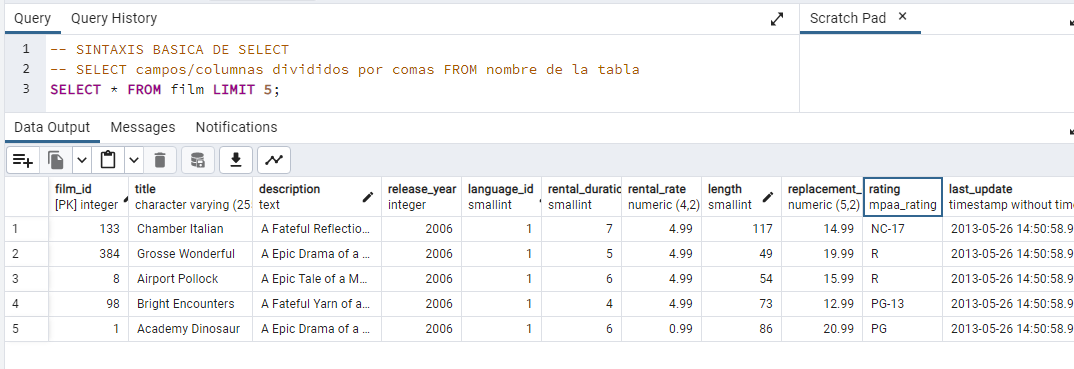 Query Query History Scratch Pad ×
1 -- SINTAXIS BASICA DE SELECT
2 -- SELECT campos/columnas divididos por comas FROM nombre de la tabla
3 SELECT * FROM film LIMIT 5;
Data Output Messages Notifications
film_id title description release_year language_id rental_duratio rental_rate length replacement_ rating last_update
[PK] integer character varying (25 text integer smallint smallint numeric (4,2) smallint numeric (5,2) mpaa_rating timestamp without tim
1 133 Chamber Italian A Fateful Reflectio... 2006 1 7 4.99 117 14.99 NC-17 2013-05-26 14:50:58.9
2 384 Grosse Wonderful A Epic Drama of a ... 2006 1 5 4.99 49 19.99 R 2013-05-26 14:50:58.9
3 8 Airport Pollock A Epic Tale of a M... 2006 1 6 4.99 54 15.99 R 2013-05-26 14:50:58.9
4 98 Bright Encounters A Fateful Yarn of a... 2006 1 4 4.99 73 12.99 PG-13 2013-05-26 14:50:58.9
5 1 Academy Dinosaur A Epic Drama of a ... 2006 1 6 0.99 86 20.99 PG 2013-05-26 14:50:58.9